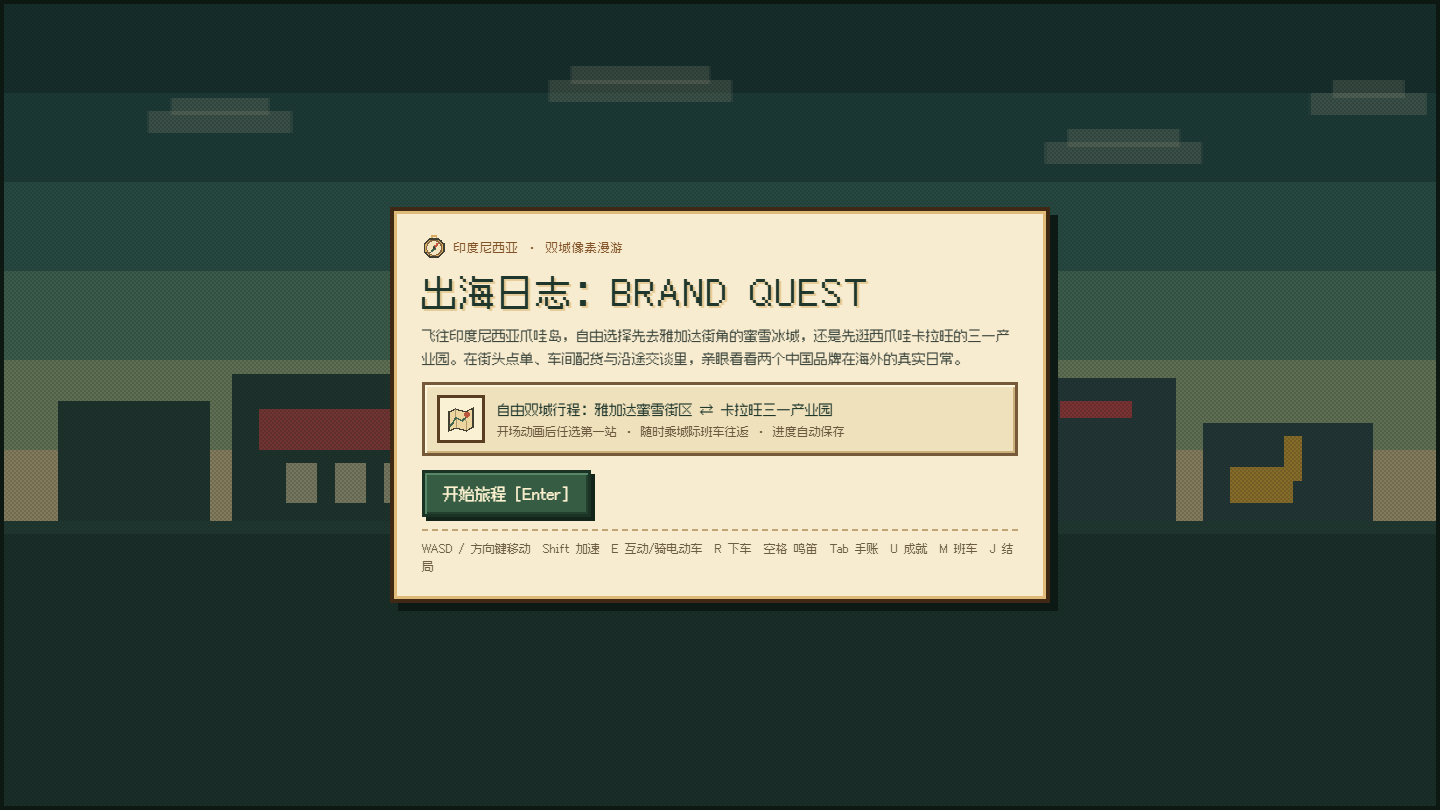 印度尼西亚 · 双城像素漫游
出海日志：BRAND QUEST
飞往印度尼西亚爪哇岛，自由选择先去雅加达街角的蜜雪冰城，还是先逛西爪哇卡拉旺的三一产
业园。在街头点单、车间配货与沿途交谈里，亲眼看看两个中国品牌在海外的真实日常。
自由双城行程：雅加达蜜雪街区 ⇄ 卡拉旺三一产业园
开场动画后任选第一站 · 随时乘城际班车往返 · 进度自动保存
开始旅程 [Enter]
WASD / 方向键移动 Shift 加速 E 互动/骑电动车 R 下车 空格 鸣笛 Tab 手账 U 成就 M 班车 J 结
局